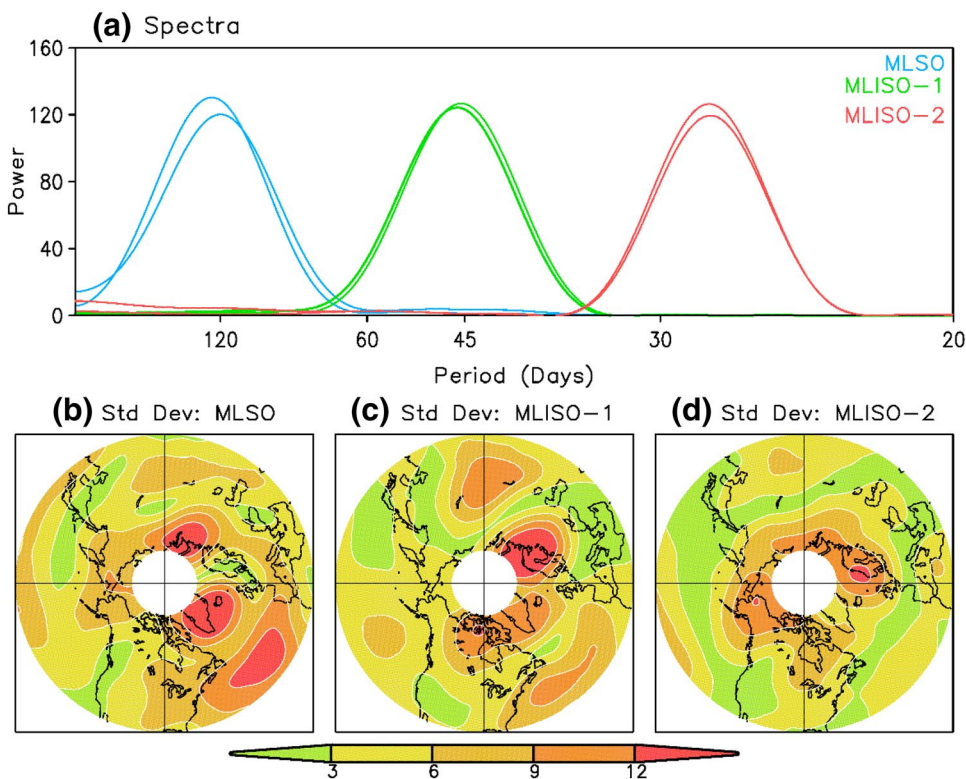 (a) Spectra
160
120
80
40
0
Power
MLSO
MLISO-1
MLISO-2
120 60 45 30 20
Period (Days)
(b) Std Dev: MLSO
(c) Std Dev: MLISO-1
(d) Std Dev: MLISO-2
3 6 9 12